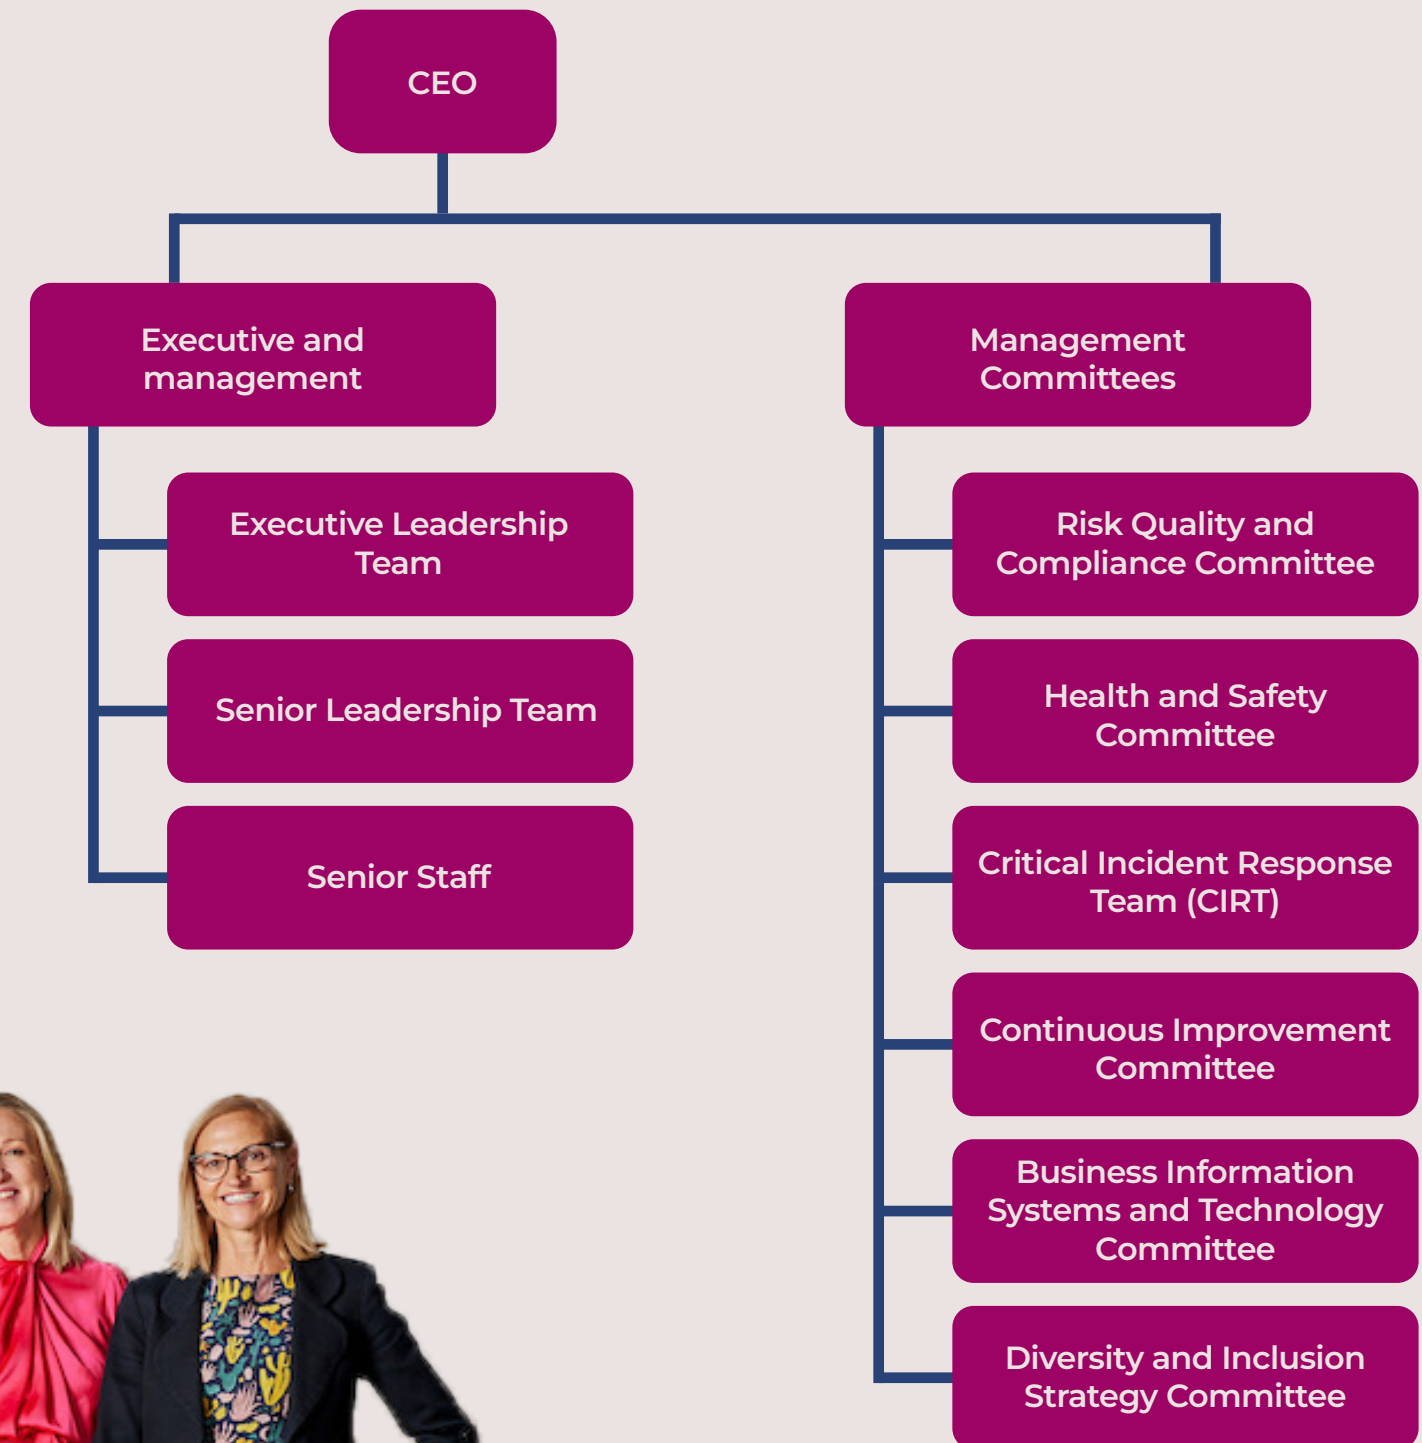 CEO
Executive and
management
Executive Leadership
Team
Senior Leadership Team
Senior Staff
Management
Committees
Risk Quality and
Compliance Committee
Health and Safety
Committee
Critical Incident Response
Team (CIRT)
Continuous Improvement
Committee
Business Information
Systems and Technology
Committee
Diversity and Inclusion
Strategy Committee